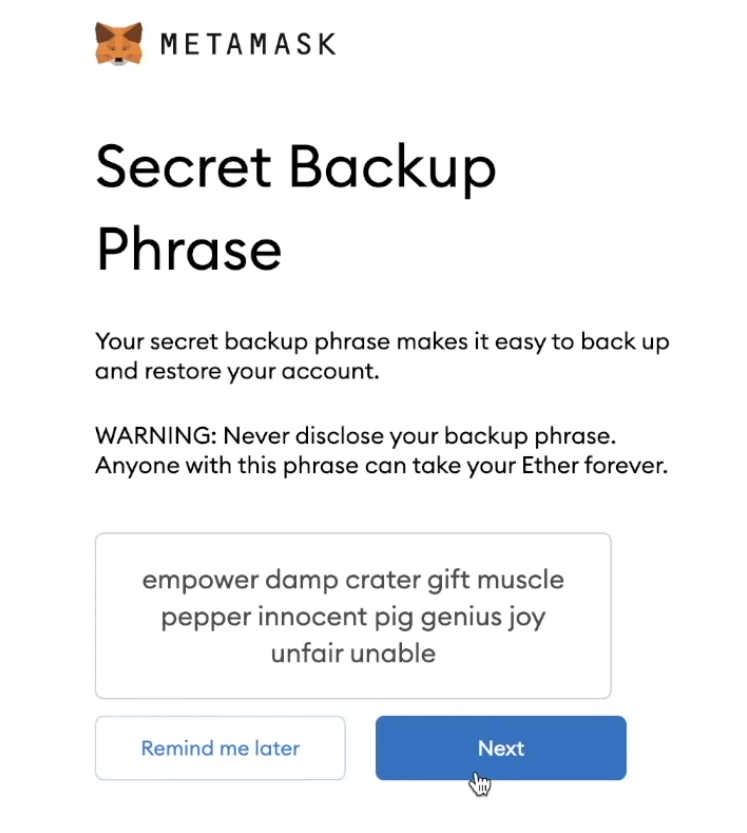 METAMASK
Secret Backup
Phrase
Your secret backup phrase makes it easy to back up
and restore your account.
WARNING: Never disclose your backup phrase.
Anyone with this phrase can take your Ether forever.
empower damp crater gift muscle
pepper innocent pig genius joy
unfair unable
Remind me later
Next